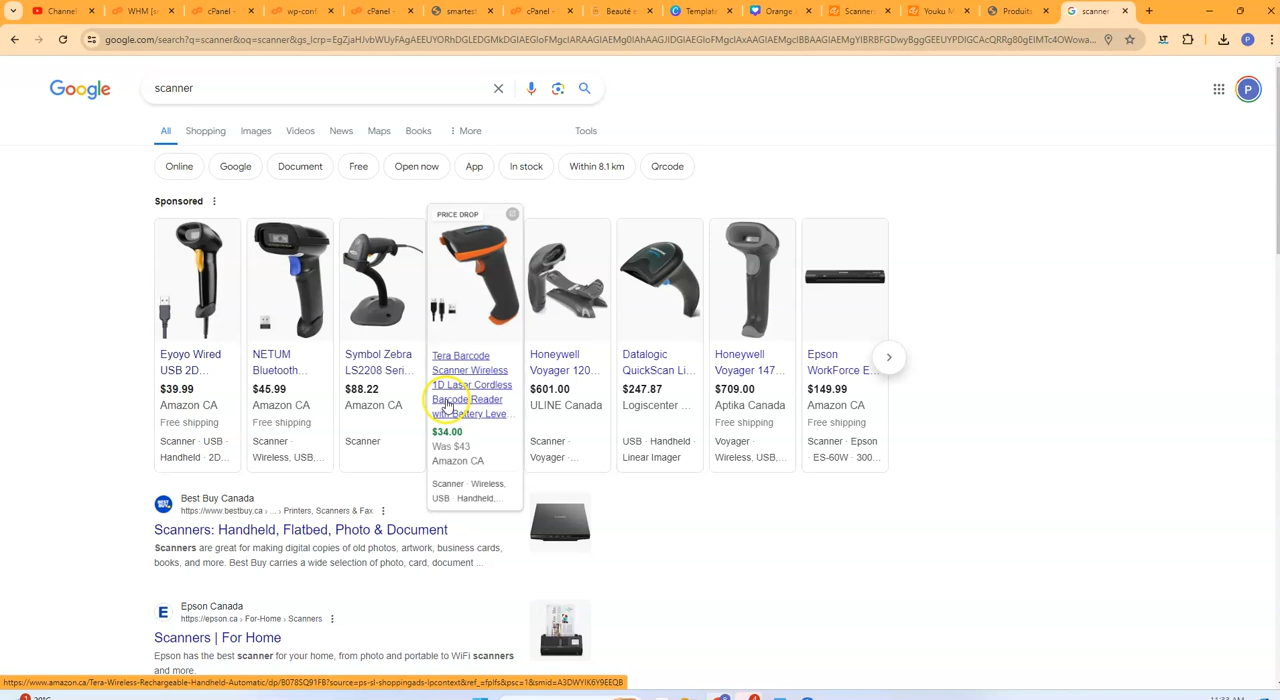 Channel
WHM [
cPanel -
wp-conf
cPanel -
smartest
cPanel -
Beauté e
Templat
Orange
Scanner
Youku M
Produits
scanner
google.com/search?q=scanner&oq=scanner&gs_lcrp=
Google
scanner
P
All Shopping Images Videos News Maps Books More Tools
Online Google Document Free Open now App In stock Within 8.1 km Qrcode
Sponsored
Eyoyo Wired
USB 2D...
$39.99
Amazon CA
Free shipping
Scanner · USB ·
Handheld · 2D...
NETUM
Bluetooth...
$45.99
Amazon CA
Free shipping
Scanner ·
Wireless, USB,...
Symbol Zebra
LS2208 Seri...
$88.22
Amazon CA
Scanner
PRICE DROP
Tera Barcode
Scanner Wireless
1D Laser Cordless
Barcode Reader
with Battery Leve...
$34.00
Was $43
Amazon CA
Scanner · Wireless,
USB · Handheld,...
Honeywell
Voyager 120...
$601.00
ULINE Canada
Scanner ·
Voyager ·...
Datalogic
QuickScan Li...
$247.87
Logiscenter ...
USB · Handheld ·
Linear Imager
Honeywell
Voyager 147...
$709.00
Aptika Canada
Free shipping
Voyager ·
Wireless, USB,...
Epson
WorkForce E...
$149.99
Amazon CA
Free shipping
Scanner · Epson
· ES-60W · 300...
Best Buy Canada
https://www.bestbuy.ca › ... › Printers, Scanners & Fax
Scanners: Handheld, Flatbed, Photo & Document
Scanners are great for making digital copies of old photos, artwork, business cards,
books, and more. Best Buy carries a wide selection of photo, card, document ...
Epson Canada
https://epson.ca › For-Home › Scanners
Scanners | For Home
Epson has the best scanner for your home, from photo and portable to WiFi scanners
and more.
https://www.amazon.ca/Tera-Wireless-Rechargeable-Handheld-Automatic/dp/B078SQ91FB?source=ps-sl-shoppingads-lpcontext&ref_=fplfs&psc=1&smid=A3DWYIK6Y9EEQB